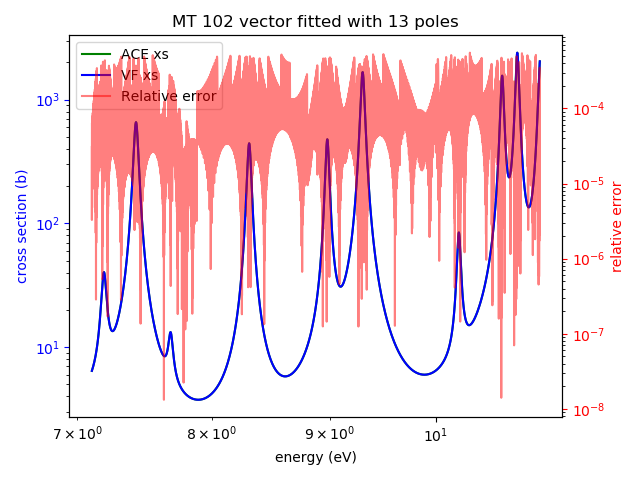 MT 102 vector fitted with 13 poles
ACE xs
VF xs
Relative error
10³
10²
10¹
cross section (b)
10⁻⁴
10⁻⁵
10⁻⁶
10⁻⁷
10⁻⁸
relative error
7 × 10⁰
8 × 10⁰
9 × 10⁰
10¹
energy (eV)